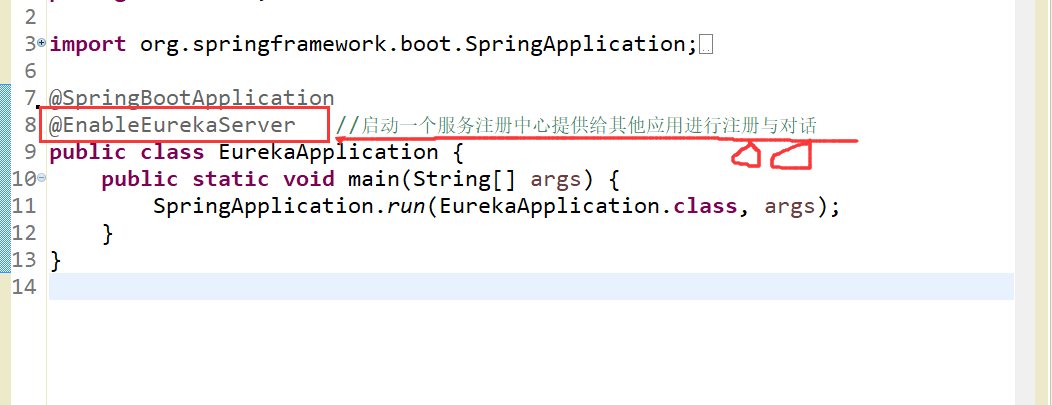 2
3 import org.springframework.boot.SpringApplication;
6
7 @SpringBootApplication
8 @EnableEurekaServer //启动一个服务注册中心提供给其他应用进行注册与对话
9 public class EurekaApplication {
10 public static void main(String[] args) {
11 SpringApplication.run(EurekaApplication.class, args);
12 }
13 }
14